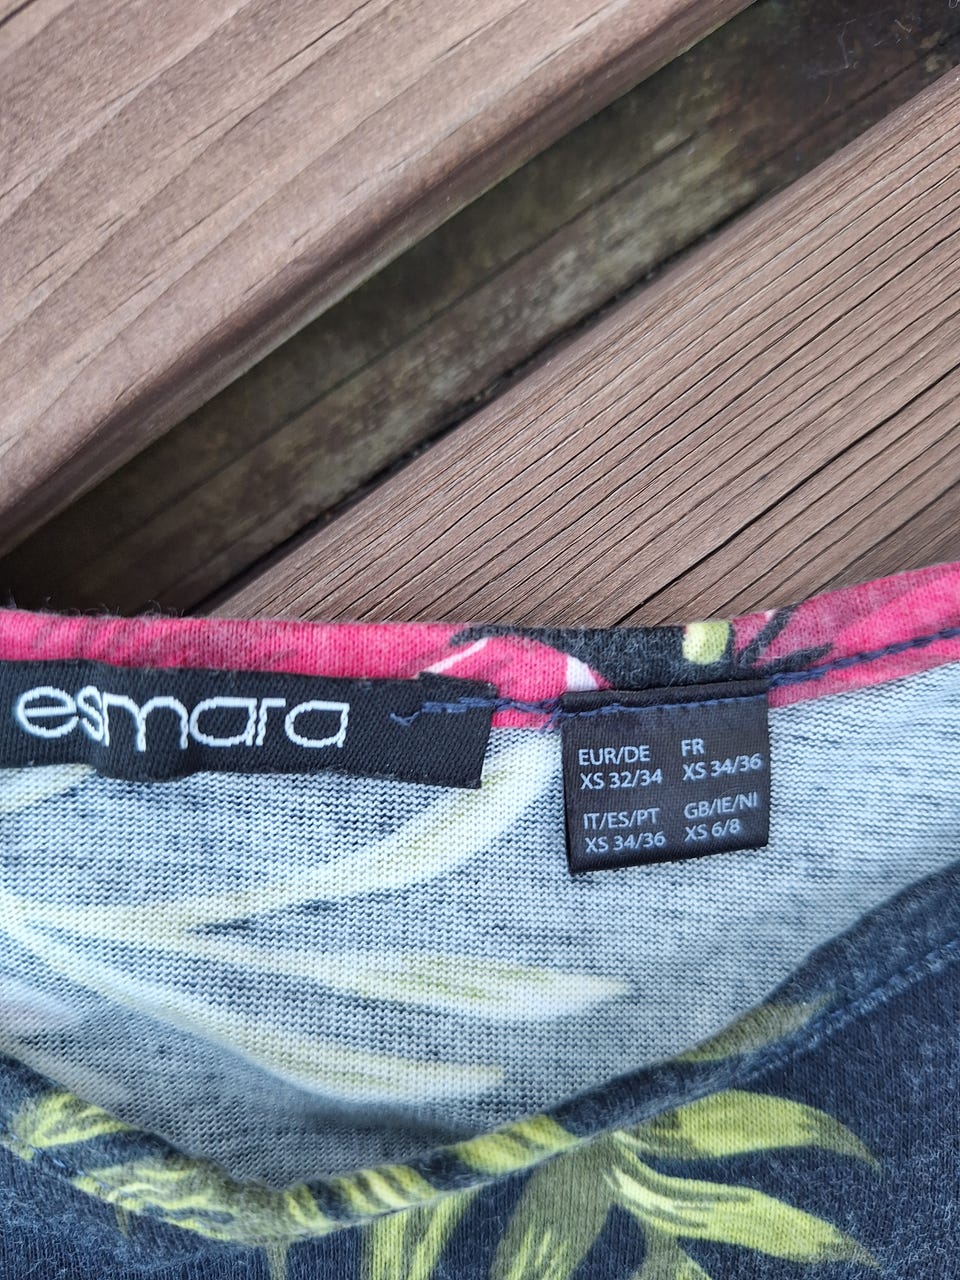 esmara
EUR/DE FR
XS 32/34 XS 34/36
IT/ES/PT GB/IE/NI
XS 34/36 XS 6/8